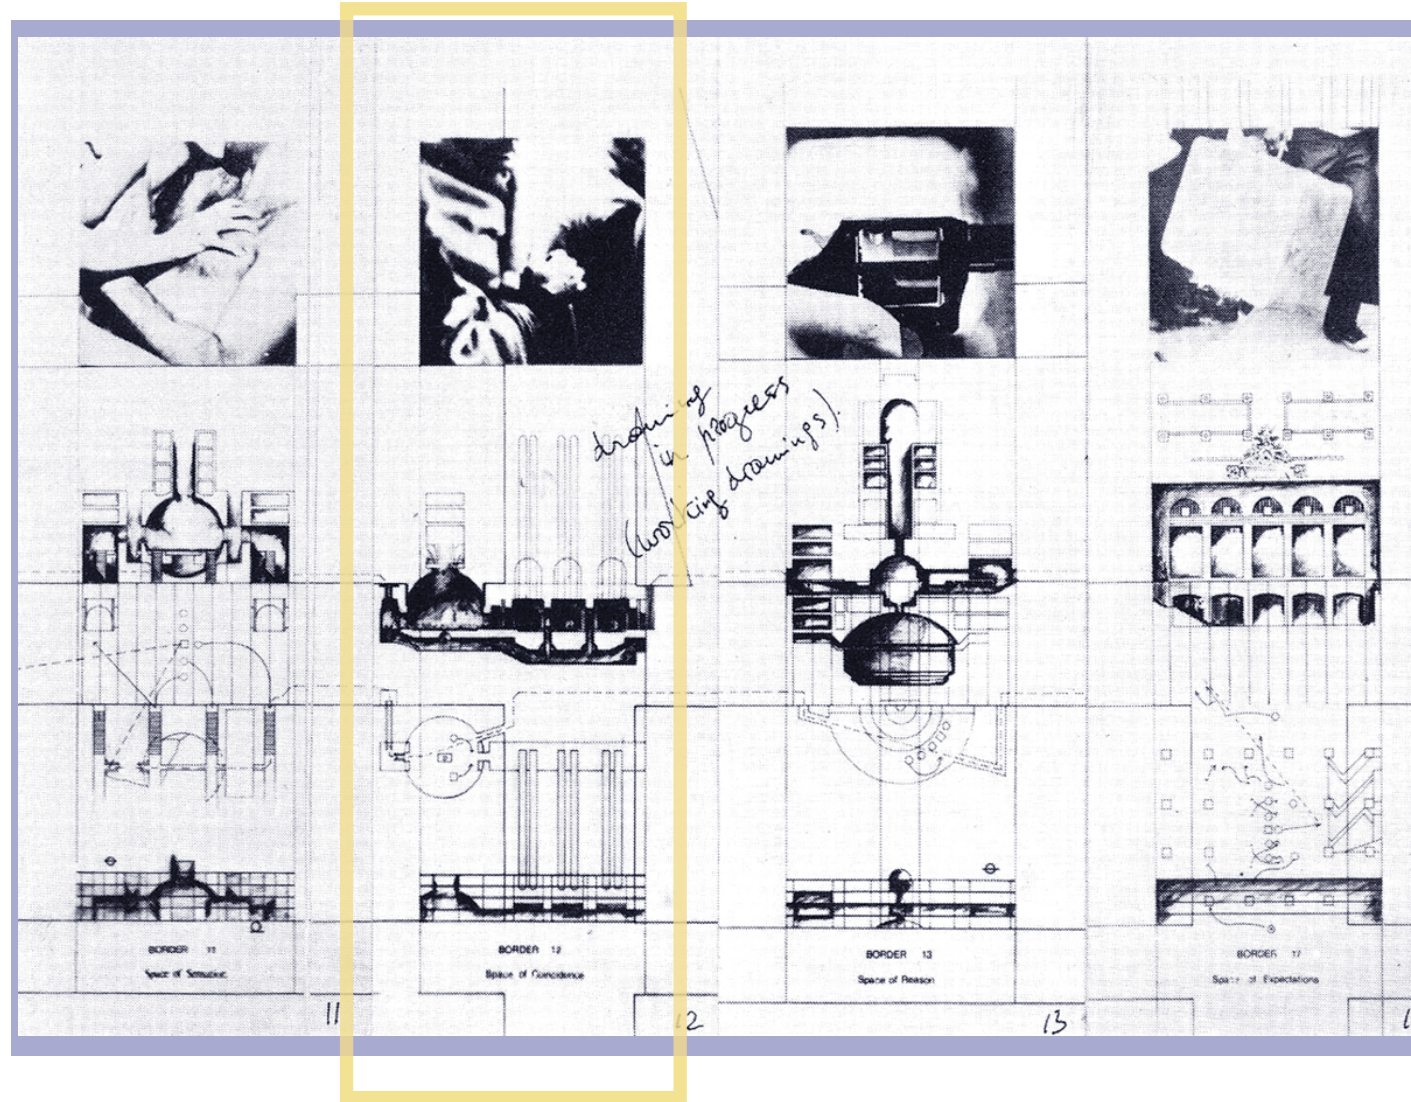 drawing
in progress
(working drawings).
BORDER 11
Space of Sensation
11
BORDER 12
Space of Coincidence
12
BORDER 13
Space of Reason
13
BORDER 17
Space of Expectations
1